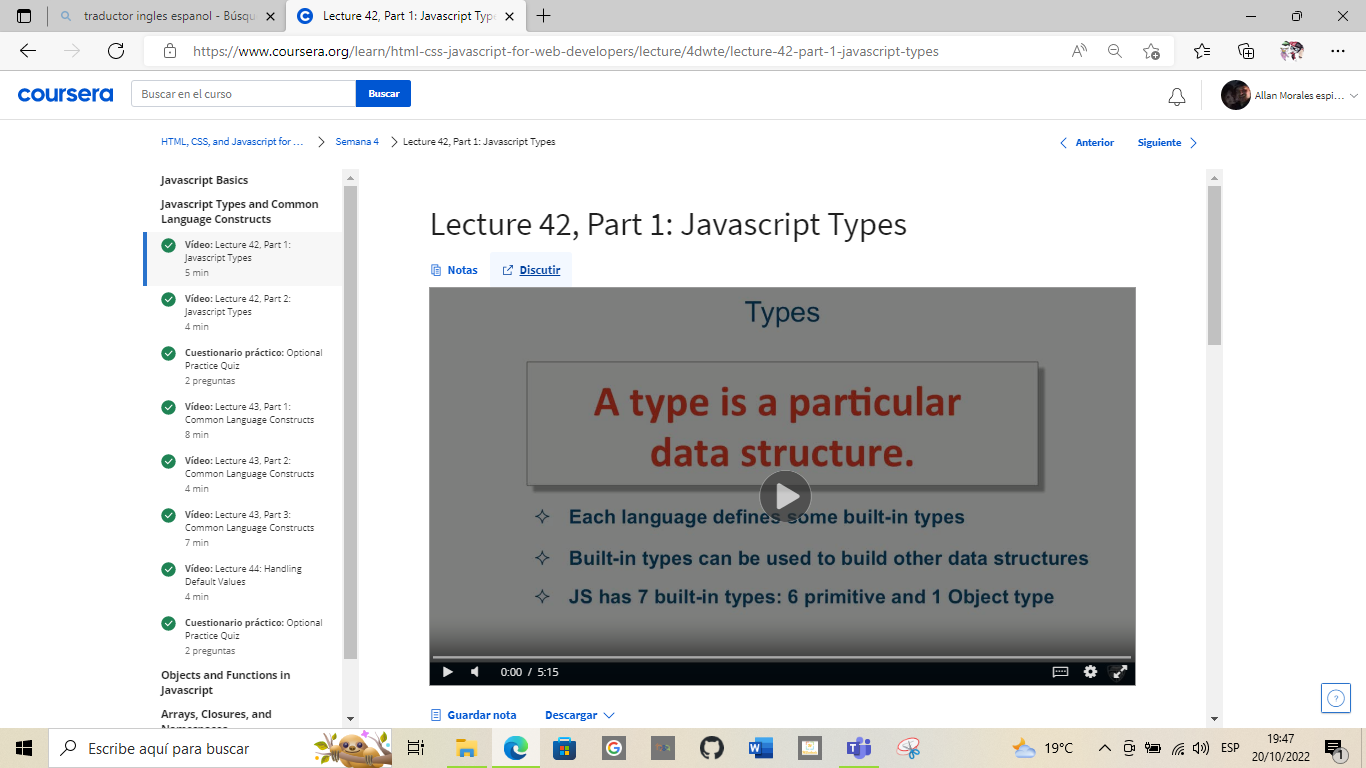 traductor ingles espanol - Búsqu
Lecture 42, Part 1: Javascript Type
https://www.coursera.org/learn/html-css-javascript-for-web-developers/lecture/4dwte/lecture-42-part-1-javascript-types
coursera
Buscar en el curso
Buscar
Allan Morales espi...
HTML, CSS, and Javascript for ...
Semana 4
Lecture 42, Part 1: Javascript Types
Anterior
Siguiente
Javascript Basics
Javascript Types and Common
Language Constructs
Vídeo: Lecture 42, Part 1:
Javascript Types
5 min
Vídeo: Lecture 42, Part 2:
Javascript Types
4 min
Cuestionario práctico: Optional
Practice Quiz
2 preguntas
Vídeo: Lecture 43, Part 1:
Common Language Constructs
8 min
Vídeo: Lecture 43, Part 2:
Common Language Constructs
4 min
Vídeo: Lecture 43, Part 3:
Common Language Constructs
7 min
Vídeo: Lecture 44: Handling
Default Values
4 min
Cuestionario práctico: Optional
Practice Quiz
2 preguntas
Objects and Functions in
Javascript
Arrays, Closures, and
Namespaces
Lecture 42, Part 1: Javascript Types
Notas
Discutir
Types
A type is a particular
data structure.
Each language defines some built-in types
Built-in types can be used to build other data structures
JS has 7 built-in types: 6 primitive and 1 Object type
0:00 / 5:15
Guardar nota
Descargar
Escribe aquí para buscar
19°C
ESP
19:47
20/10/2022
1